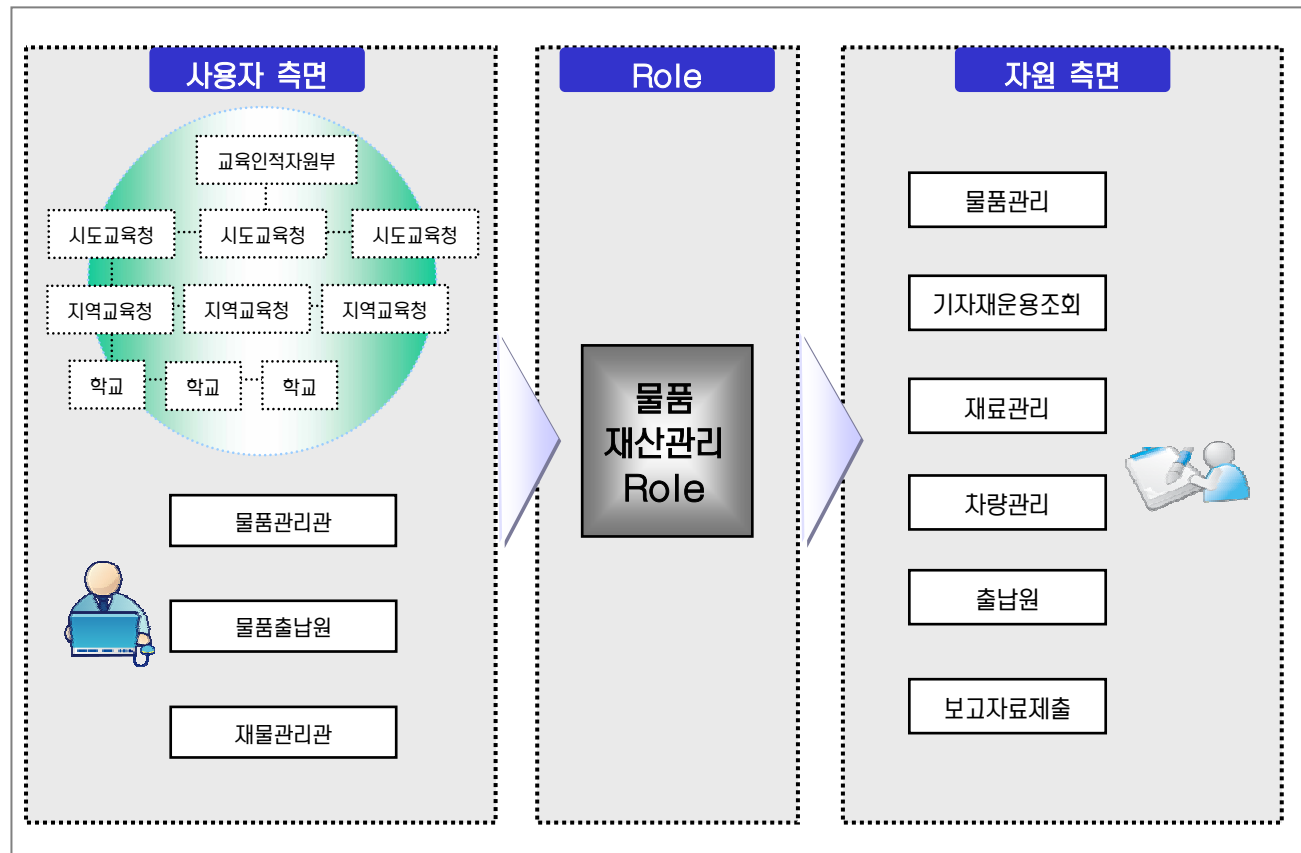 사용자 측면
교육인적자원부
시도교육청 시도교육청 시도교육청
지역교육청 지역교육청 지역교육청
학교 학교 학교
물품관리관
물품출납원
재물관리관
Role
물품
재산관리
Role
자원 측면
물품관리
기자재운용조회
재료관리
차량관리
출납원
보고자료제출